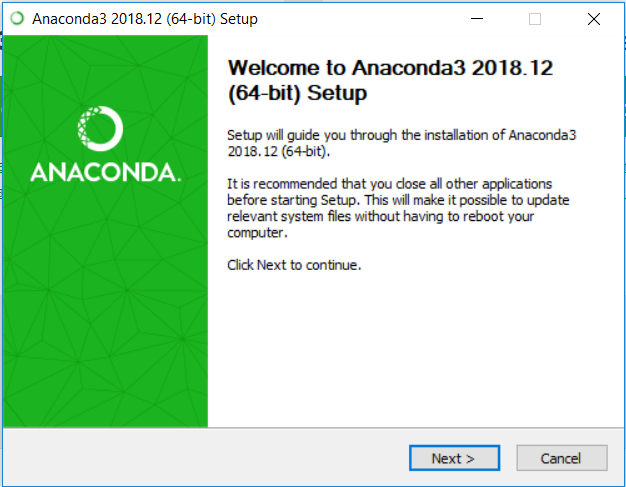 Anaconda3 2018.12 (64-bit) Setup
ANACONDA.
Welcome to Anaconda3 2018.12
(64-bit) Setup
Setup will guide you through the installation of Anaconda3
2018.12 (64-bit).
It is recommended that you close all other applications
before starting Setup. This will make it possible to update
relevant system files without having to reboot your
computer.
Click Next to continue.
Next >
Cancel